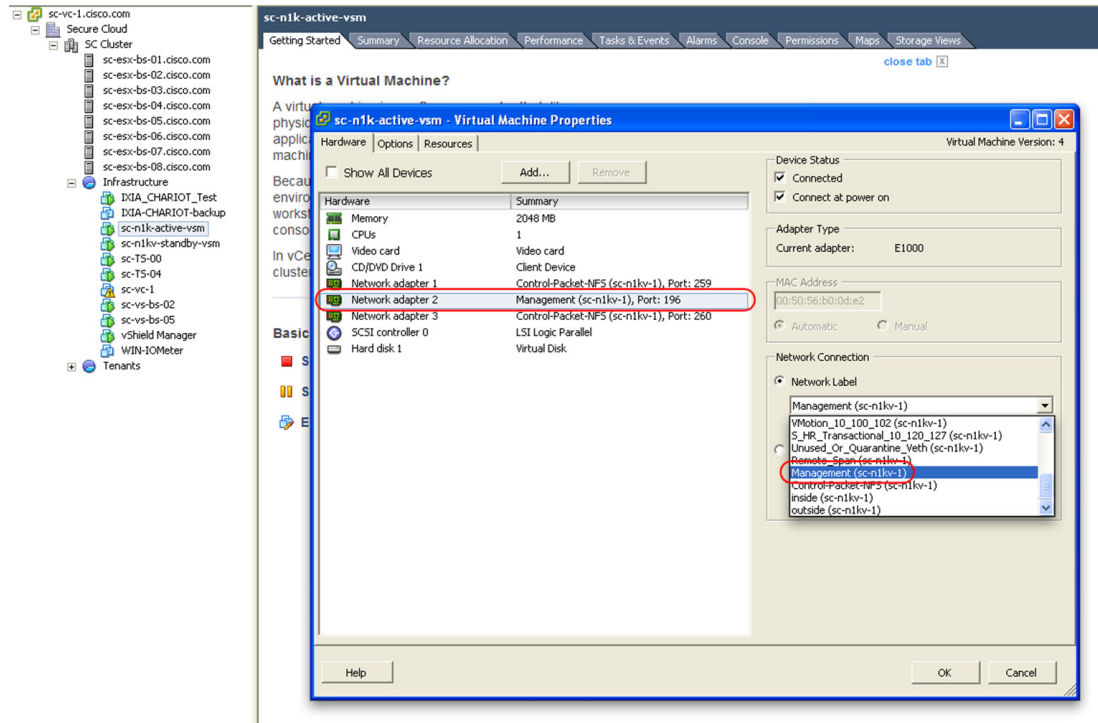 sc-vc-1.cisco.com
Secure Cloud
SC Cluster
sc-esx-bs-01.cisco.com
sc-esx-bs-02.cisco.com
sc-esx-bs-03.cisco.com
sc-esx-bs-04.cisco.com
sc-esx-bs-05.cisco.com
sc-esx-bs-06.cisco.com
sc-esx-bs-07.cisco.com
sc-esx-bs-08.cisco.com
Infrastructure
IXIA_CHARIOT_Test
IXIA-CHARIOT-backup
sc-n1k-active-vsm
sc-n1kv-standby-vsm
sc-TS-00
sc-TS-04
sc-vc-1
sc-vs-bs-02
sc-vs-bs-05
vShield Manager
WIN-IOMeter
Tenants
sc-n1k-active-vsm
Getting Started Summary Resource Allocation Performance Tasks & Events Alarms Console Permissions Maps Storage Views
close tab X
What is a Virtual Machine?
A virtu
physic
applic
machi
Becau
enviro
workst
conso
In vCe
cluste
Basic
S
S
E
sc-n1k-active-vsm - Virtual Machine Properties
Hardware Options Resources Virtual Machine Version: 4
Show All Devices Add... Remove
Hardware Summary
Memory 2048 MB
CPUs 1
Video card Video card
CD/DVD Drive 1 Client Device
Network adapter 1 Control-Packet-NFS (sc-n1kv-1), Port: 259
Network adapter 2 Management (sc-n1kv-1), Port: 196
Network adapter 3 Control-Packet-NFS (sc-n1kv-1), Port: 260
SCSI controller 0 LSI Logic Parallel
Hard disk 1 Virtual Disk
Device Status
Connected
Connect at power on
Adapter Type
Current adapter: E1000
MAC Address
00:50:56:b0:0d:e2
Automatic Manual
Network Connection
Network Label
Management (sc-n1kv-1)
VMotion_10_100_102 (sc-n1kv-1)
S_HR_Transactional_10_120_127 (sc-n1kv-1)
Unused_Or_Quarantine_Veth (sc-n1kv-1)
Remote_Span (sc-n1kv-1)
Management (sc-n1kv-1)
Control-Packet-NFS (sc-n1kv-1)
inside (sc-n1kv-1)
outside (sc-n1kv-1)
Help OK Cancel